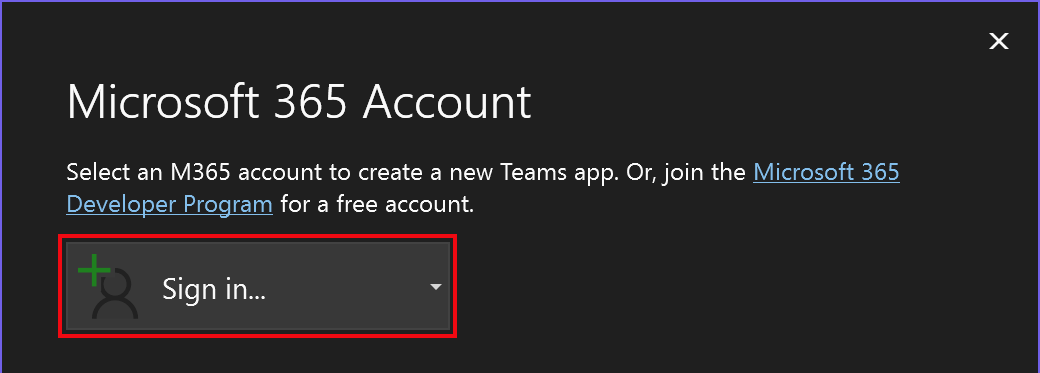 Microsoft 365 Account
Select an M365 account to create a new Teams app. Or, join the Microsoft 365
Developer Program for a free account.
Sign in...